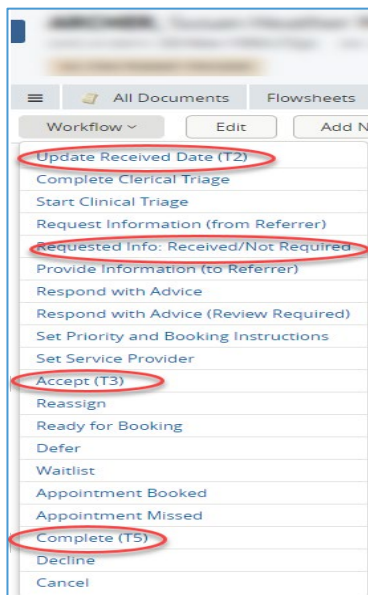 All Documents Flowsheets
Workflow Edit Add N
Update Received Date (T2)
Complete Clerical Triage
Start Clinical Triage
Request Information (from Referrer)
Requested Info: Received/Not Required
Provide Information (to Referrer)
Respond with Advice
Respond with Advice (Review Required)
Set Priority and Booking Instructions
Set Service Provider
Accept (T3)
Reassign
Ready for Booking
Defer
Waitlist
Appointment Booked
Appointment Missed
Complete (T5)
Decline
Cancel